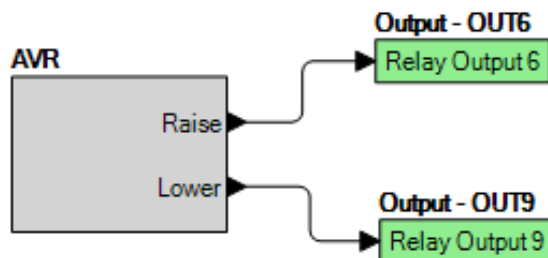 Output - OUT6
Relay Output 6
AVR
Raise
Lower
Output - OUT9
Relay Output 9